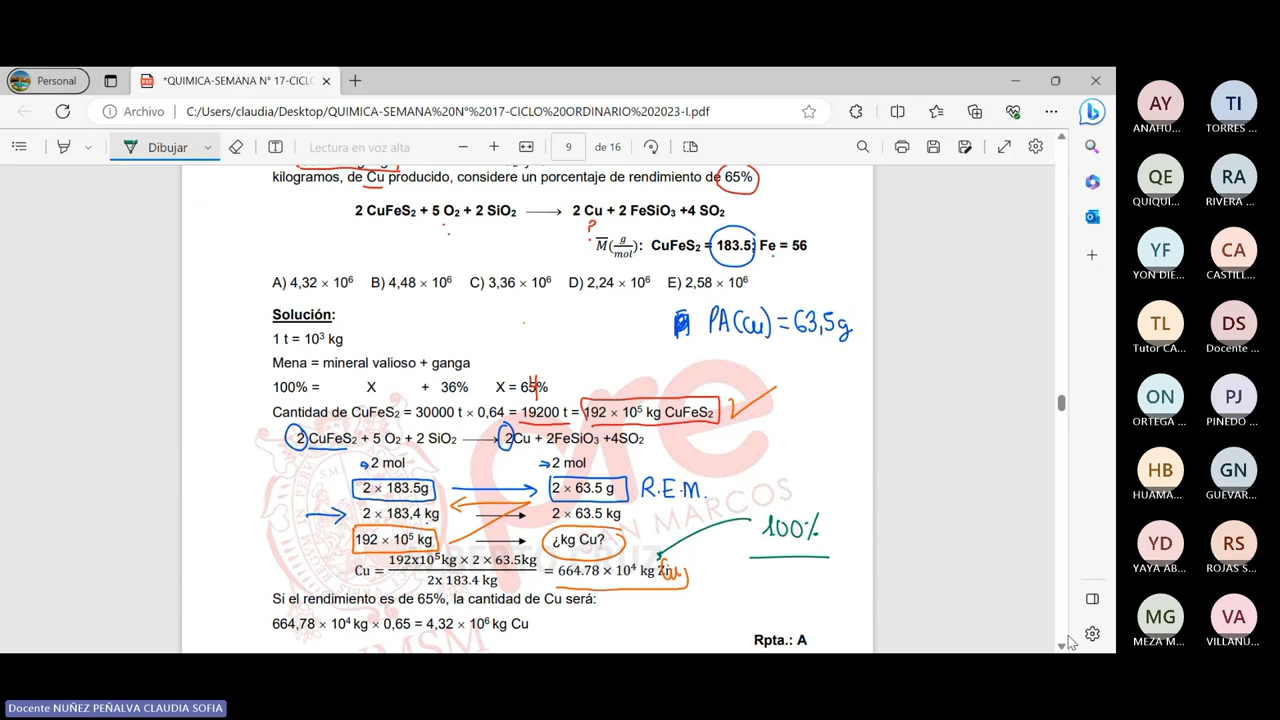 Personal
*QUIMICA-SEMANA N° 17-CICLO
Archivo
C:/Users/claudia/Desktop/QUIMICA-SEMANA%20N°%2017-CICLO%20ORDINARIO%202023-I.pdf
Dibujar
Lectura en voz alta
9
de 16
kilogramos, de Cu producido, considere un porcentaje de rendimiento de 65%
2 CuFeS₂ + 5 O₂ + 2 SiO₂ ⟶ 2 Cu + 2 FeSiO₃ +4 SO₂
?
M̅(g/mol): CuFeS₂ = 183.5; Fe = 56
A) 4,32 × 10⁶ B) 4,48 × 10⁶ C) 3,36 × 10⁶ D) 2,24 × 10⁶ E) 2,58 × 10⁶
Solución:
PA(Cu) = 63,5g
1 t = 10³ kg
Mena = mineral valioso + ganga
100% = X + 36% X = 64%
Cantidad de CuFeS₂ = 30000 t × 0,64 = 19200 t = 192 × 10⁵ kg CuFeS₂
2CuFeS₂ + 5 O₂ + 2 SiO₂ ⟶ 2Cu + 2FeSiO₃ +4SO₂
2 mol 2 mol
2 × 183.5g 2 × 63.5 g R.E.M.
2 × 183,4 kg 2 × 63.5 kg
100%
192 × 10⁵ kg ¿kg Cu?
Cu = 192x10⁵kg × 2 × 63.5kg / 2x 183.4 kg = 664.78 × 10⁴ kg Cu
Si el rendimiento es de 65%, la cantidad de Cu será:
664,78 × 10⁴ kg × 0,65 = 4,32 × 10⁶ kg Cu
Rpta.: A
pre
SAN MARCOS
AY
ANAHU...
TI
TORRES ...
QE
QUIQUI...
RA
RIVERA ...
YF
YON DIE...
CA
CASTILL...
TL
Tutor CA...
DS
Docente ...
ON
ORTEGA ...
PJ
PINEDO ...
HB
HUAMA...
GN
GUEVAR...
YD
YAYA AB...
RS
ROJAS S...
MG
MEZA M...
VA
VILLANU...
Docente NUÑEZ PEÑALVA CLAUDIA SOFIA